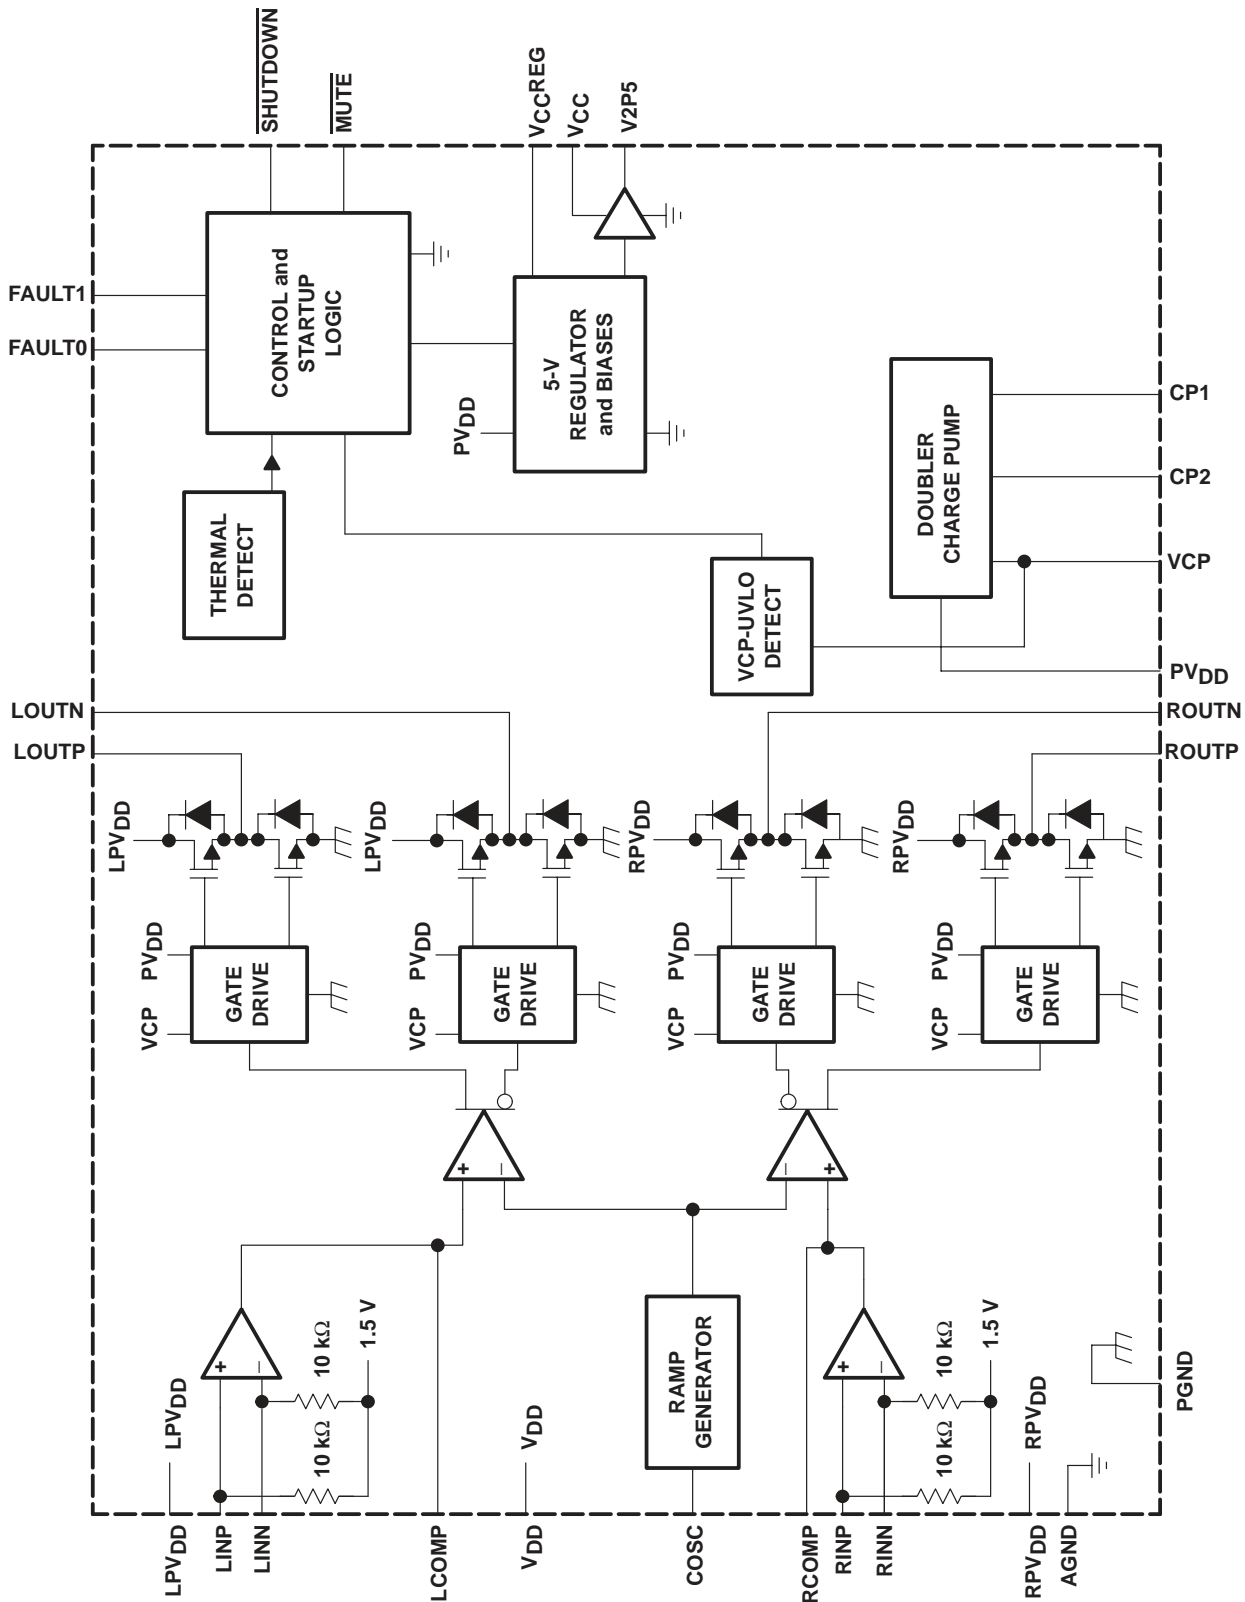 SHUTDOWN
MUTE
VCCREG
VCC
V2P5
FAULT1
FAULT0
CONTROL and
STARTUP
LOGIC
5-V
REGULATOR
and BIASES
PVDD
THERMAL
DETECT
VCP-UVLO
DETECT
DOUBLER
CHARGE PUMP
CP1
CP2
VCP
PVDD
LOUTN
LOUTP
ROUTN
ROUTP
LPVDD
LPVDD
RPVDD
RPVDD
PVDD
VCP
GATE
DRIVE
PVDD
VCP
GATE
DRIVE
PVDD
VCP
GATE
DRIVE
PVDD
VCP
GATE
DRIVE
+
−
−
+
+
−
10 kΩ
10 kΩ
1.5 V
RAMP
GENERATOR
+
−
10 kΩ
10 kΩ
1.5 V
LPVDD
VDD
RPVDD
PGND
LPVDD
LINP
LINN
LCOMP
VDD
COSC
RCOMP
RINP
RINN
RPVDD
AGND